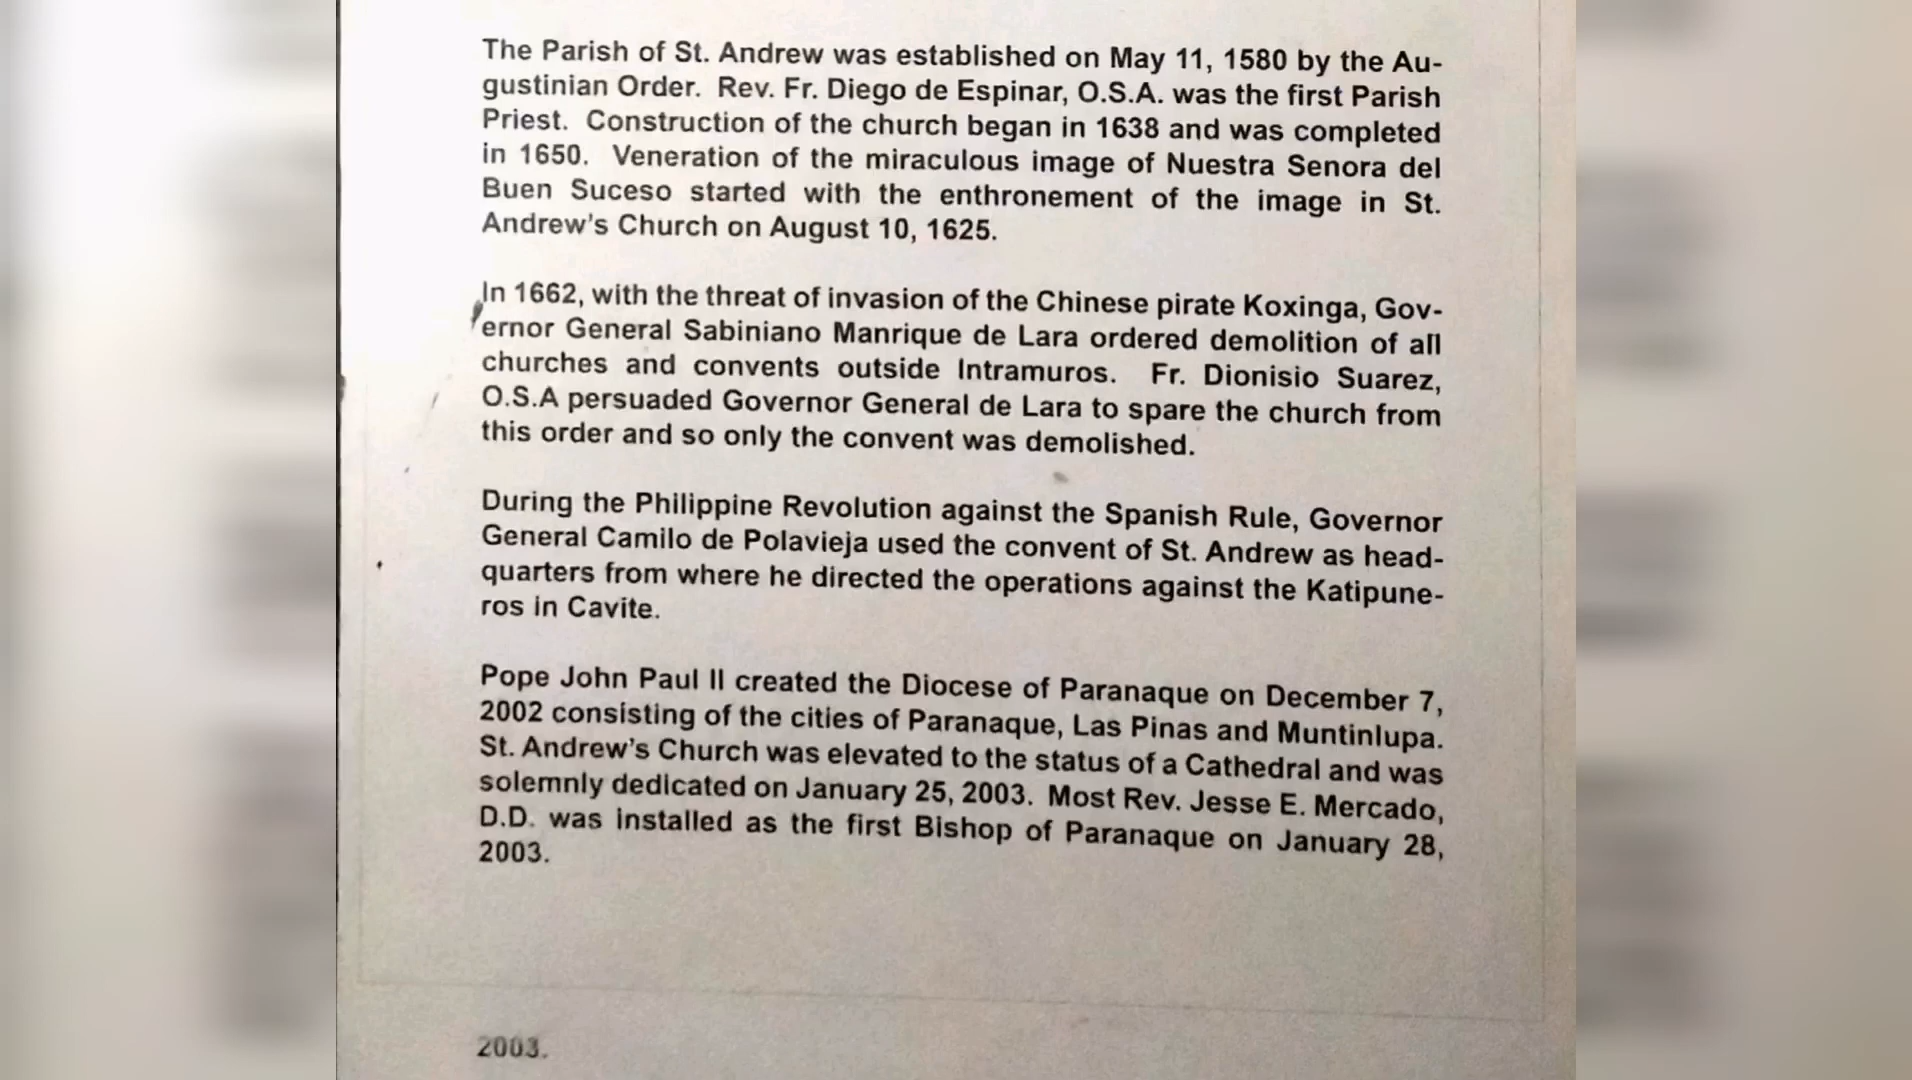 The Parish of St. Andrew was established on May 11, 1580 by the Au-
gustinian Order. Rev. Fr. Diego de Espinar, O.S.A. was the first Parish
Priest. Construction of the church began in 1638 and was completed
in 1650. Veneration of the miraculous image of Nuestra Senora del
Buen Suceso started with the enthronement of the image in St.
Andrew's Church on August 10, 1625.
In 1662, with the threat of invasion of the Chinese pirate Koxinga, Gov-
ernor General Sabiniano Manrique de Lara ordered demolition of all
churches and convents outside Intramuros. Fr. Dionisio Suarez,
O.S.A persuaded Governor General de Lara to spare the church from
this order and so only the convent was demolished.
During the Philippine Revolution against the Spanish Rule, Governor
General Camilo de Polavieja used the convent of St. Andrew as head-
quarters from where he directed the operations against the Katipune-
ros in Cavite.
Pope John Paul II created the Diocese of Paranaque on December 7,
2002 consisting of the cities of Paranaque, Las Pinas and Muntinlupa.
St. Andrew's Church was elevated to the status of a Cathedral and was
solemnly dedicated on January 25, 2003. Most Rev. Jesse E. Mercado,
D.D. was installed as the first Bishop of Paranaque on January 28,
2003.
2003.